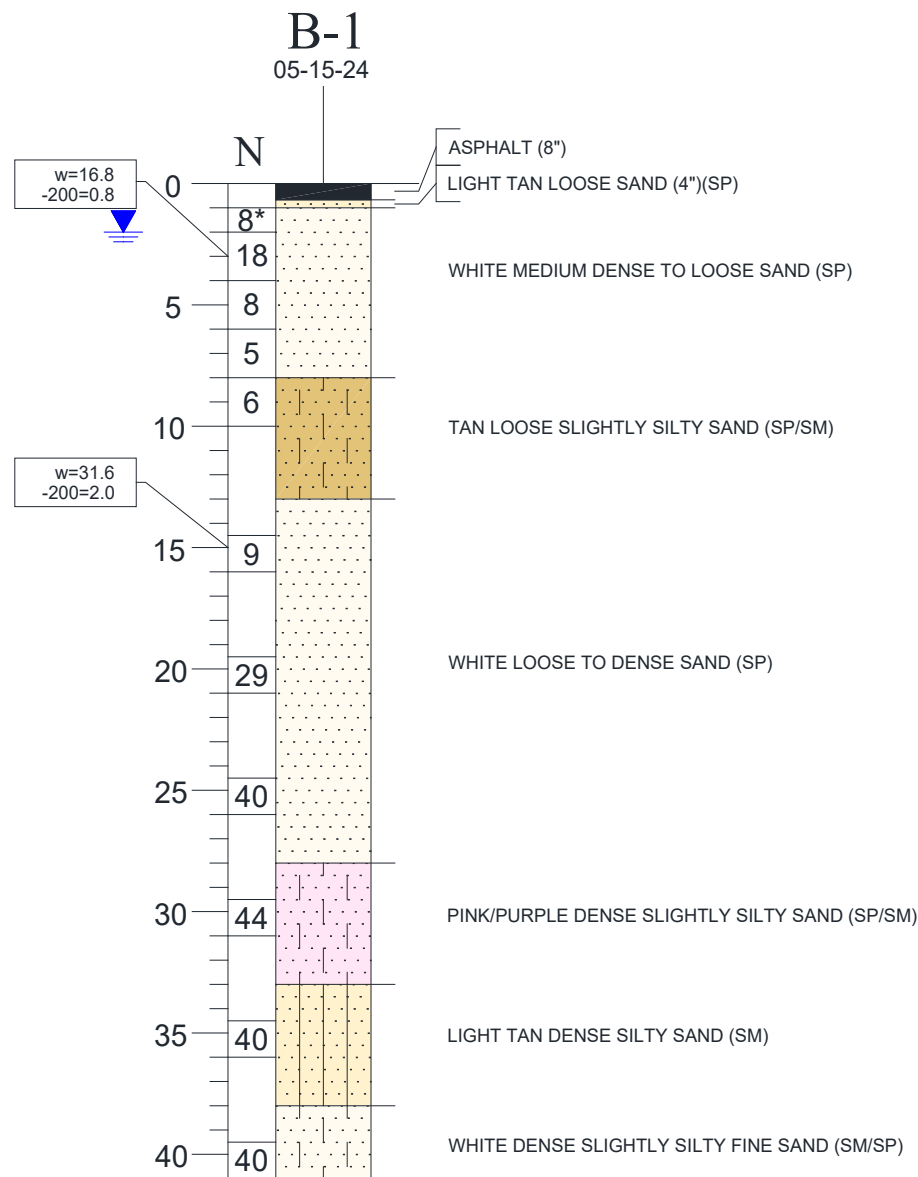 B-1
05-15-24
N
ASPHALT (8")
LIGHT TAN LOOSE SAND (4")(SP)
w=16.8
-200=0.8
0
8*
18
WHITE MEDIUM DENSE TO LOOSE SAND (SP)
5
8
5
6
10
TAN LOOSE SLIGHTLY SILTY SAND (SP/SM)
w=31.6
-200=2.0
15
9
WHITE LOOSE TO DENSE SAND (SP)
20
29
25
40
30
44
PINK/PURPLE DENSE SLIGHTLY SILTY SAND (SP/SM)
35
40
LIGHT TAN DENSE SILTY SAND (SM)
WHITE DENSE SLIGHTLY SILTY FINE SAND (SM/SP)
40
40